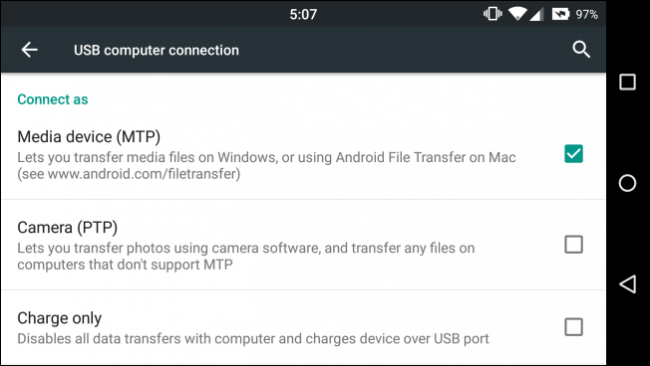 5:07
97%
USB computer connection
Connect as
Media device (MTP)
Lets you transfer media files on Windows, or using Android File Transfer on Mac
(see www.android.com/filetransfer)
Camera (PTP)
Lets you transfer photos using camera software, and transfer any files on
computers that don't support MTP
Charge only
Disables all data transfers with computer and charges device over USB port